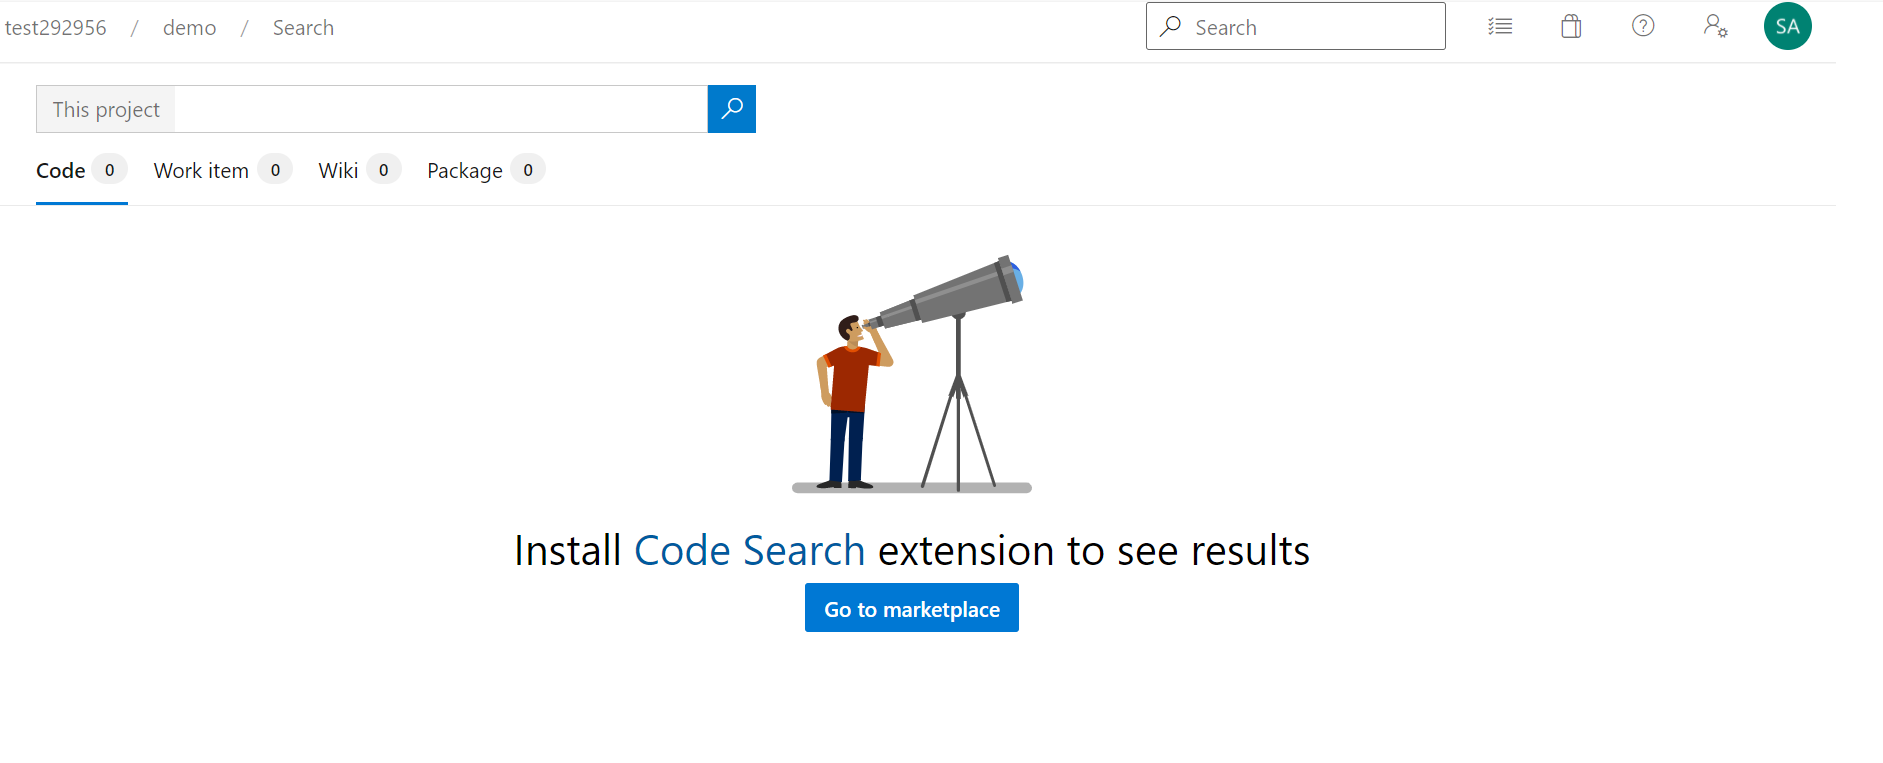 test292956 / demo / Search
Search
SA
This project
Code 0 Work item 0 Wiki 0 Package 0
Install Code Search extension to see results
Go to marketplace